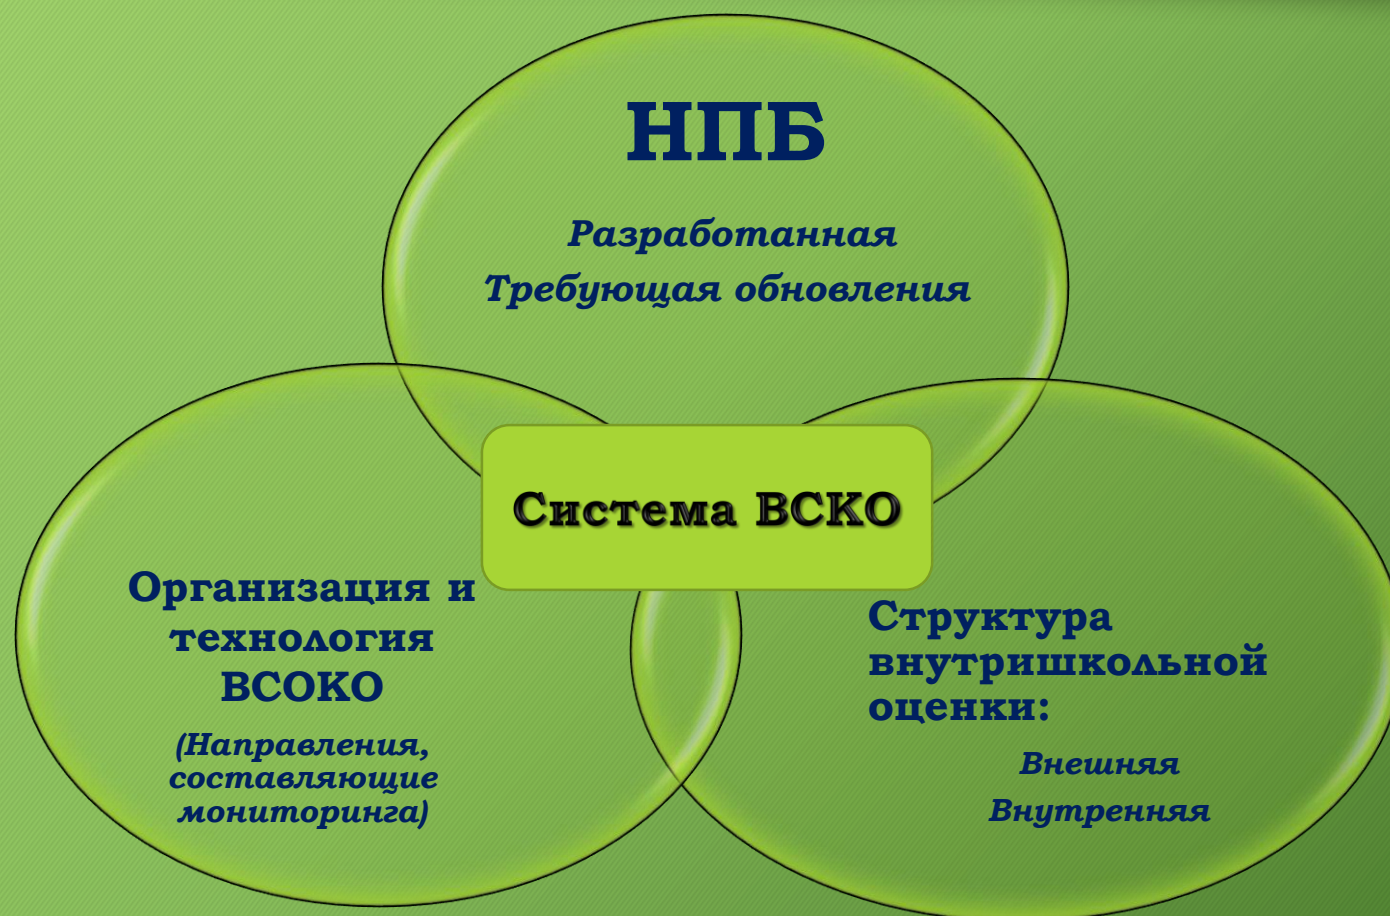 НПБ
Разработанная
Требующая обновления
Система ВСКО
Организация и
технология
ВСОКО
(Направления,
составляющие
мониторинга)
Структура
внутришкольной
оценки:
Внешняя
Внутренняя